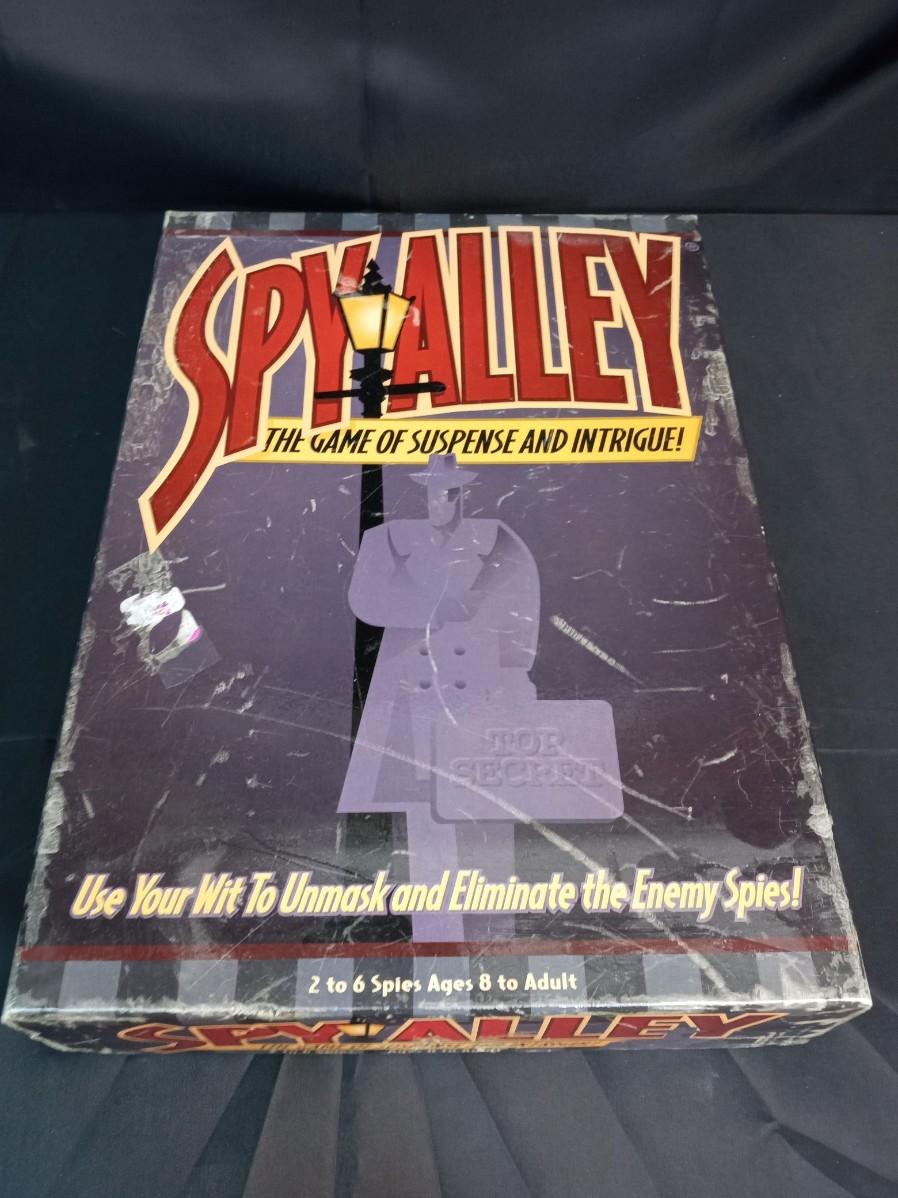 SPY ALLEY
THE GAME OF SUSPENSE AND INTRIGUE!
TOP
SECRET
Use Your Wit To Unmask and Eliminate the Enemy Spies!
2 to 6 Spies Ages 8 to Adult
SPY ALLEY